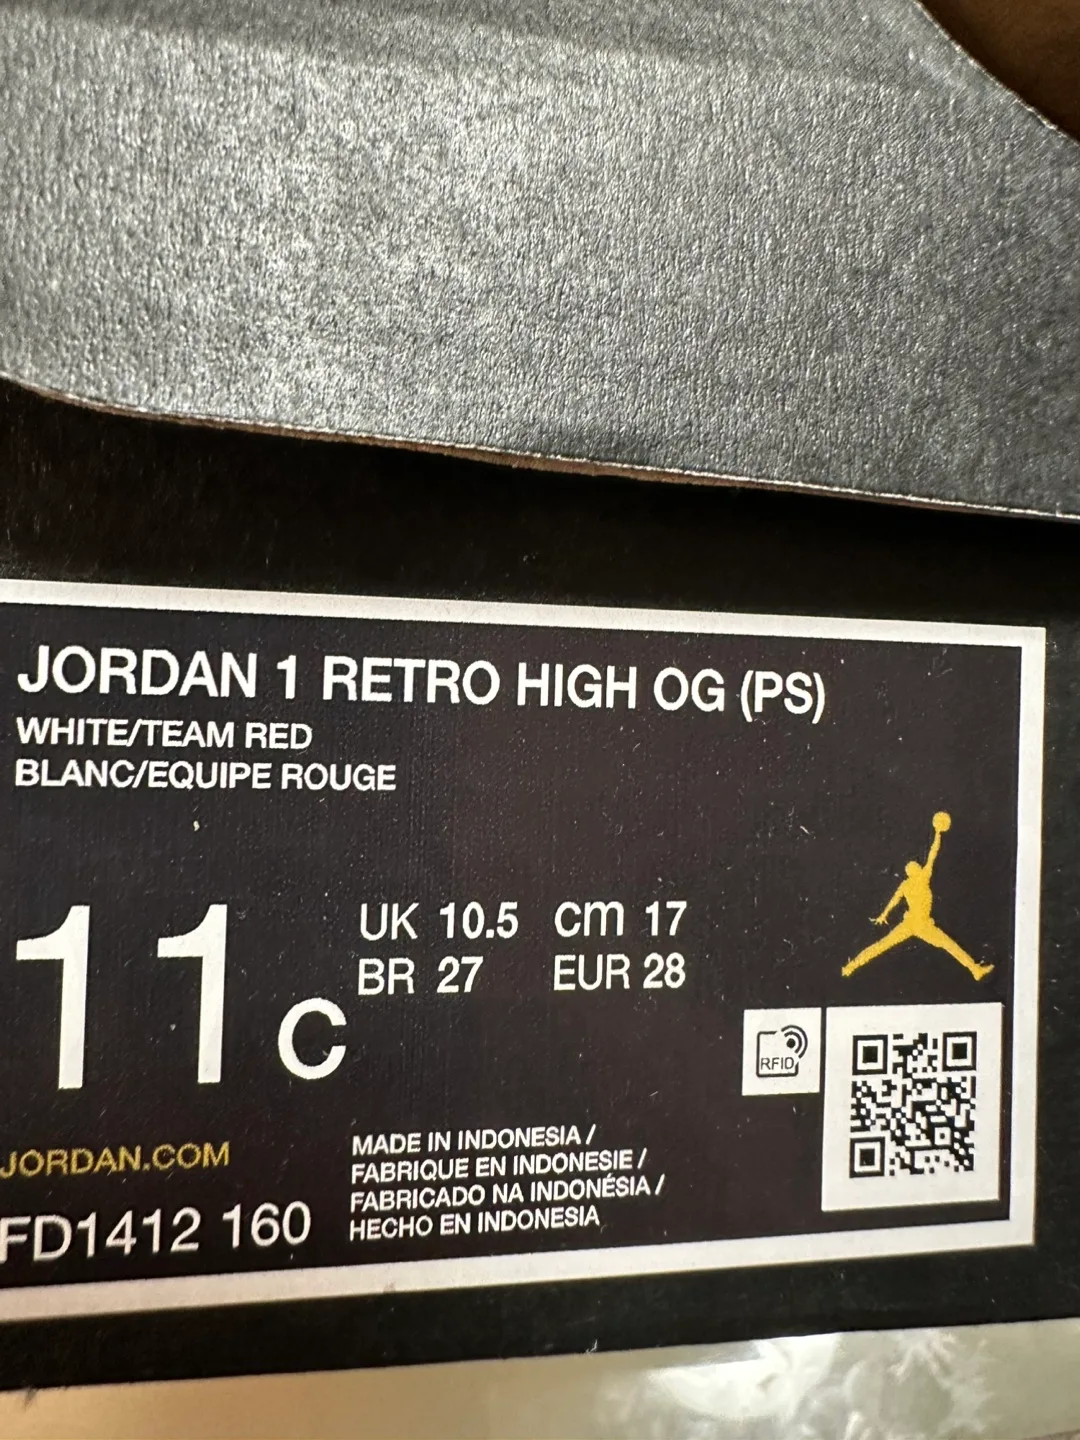 JORDAN 1 RETRO HIGH OG (PS)
WHITE/TEAM RED
BLANC/EQUIPE ROUGE
11c
UK 10.5 cm 17
BR 27 EUR 28
RFID
JORDAN.COM
FD1412 160
MADE IN INDONESIA /
FABRIQUE EN INDONESIE /
FABRICADO NA INDONÉSIA /
HECHO EN INDONESIA